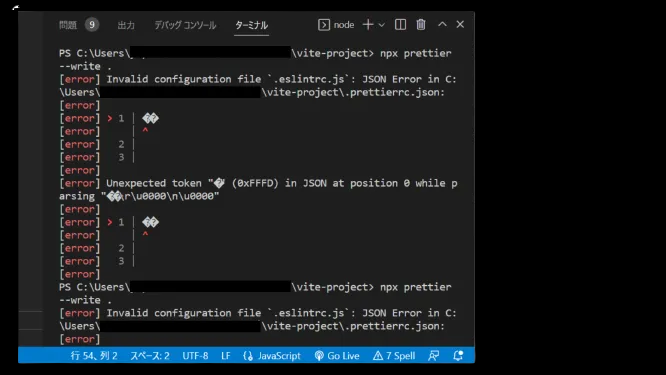 問題 9 出力 デバッグ コンソール ターミナル node
PS C:\Users\ \vite-project> npx prettier
--write .
[error] Invalid configuration file `.eslintrc.js`: JSON Error in C:
\Users\ \vite-project\.prettierrc.json:
[error]
[error] > 1 | ��
[error]     | ^
[error]   2 |
[error]   3 |
[error]
[error] Unexpected token "�" (0xFFFD) in JSON at position 0 while p
arsing "��\r\u0000\n\u0000"
[error]
[error] > 1 | ��
[error]     | ^
[error]   2 |
[error]   3 |
[error]
PS C:\Users\ \vite-project> npx prettier
--write .
[error] Invalid configuration file `.eslintrc.js`: JSON Error in C:
\Users\ \vite-project\.prettierrc.json:
[error]
行 54、列 2 スペース: 2 UTF-8 LF JavaScript Go Live 7 Spell